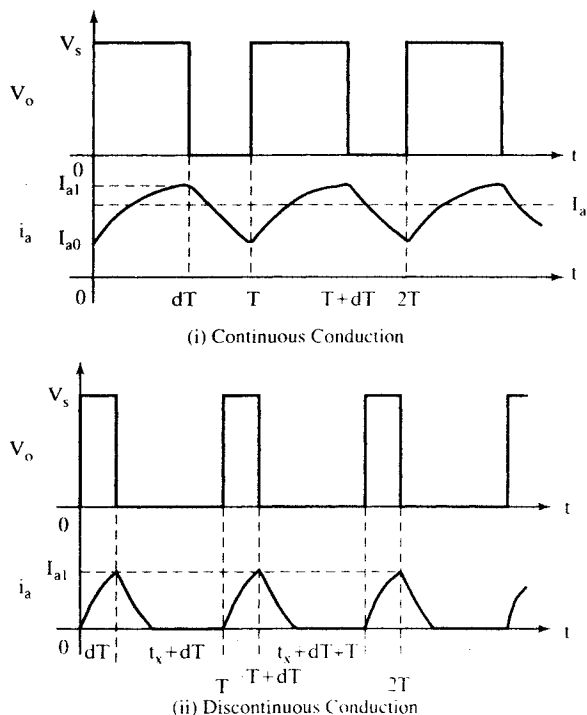 V_s
V_o
0
t
I_a1
I_a
i_a
I_a0
0
dT
T
T + dT
2T
t
(i) Continuous Conduction
V_s
V_o
0
t
I_a1
i_a
0
t
dT
t_x + dT
T
T + dT
t_x + dT + T
2T
(ii) Discontinuous Conduction